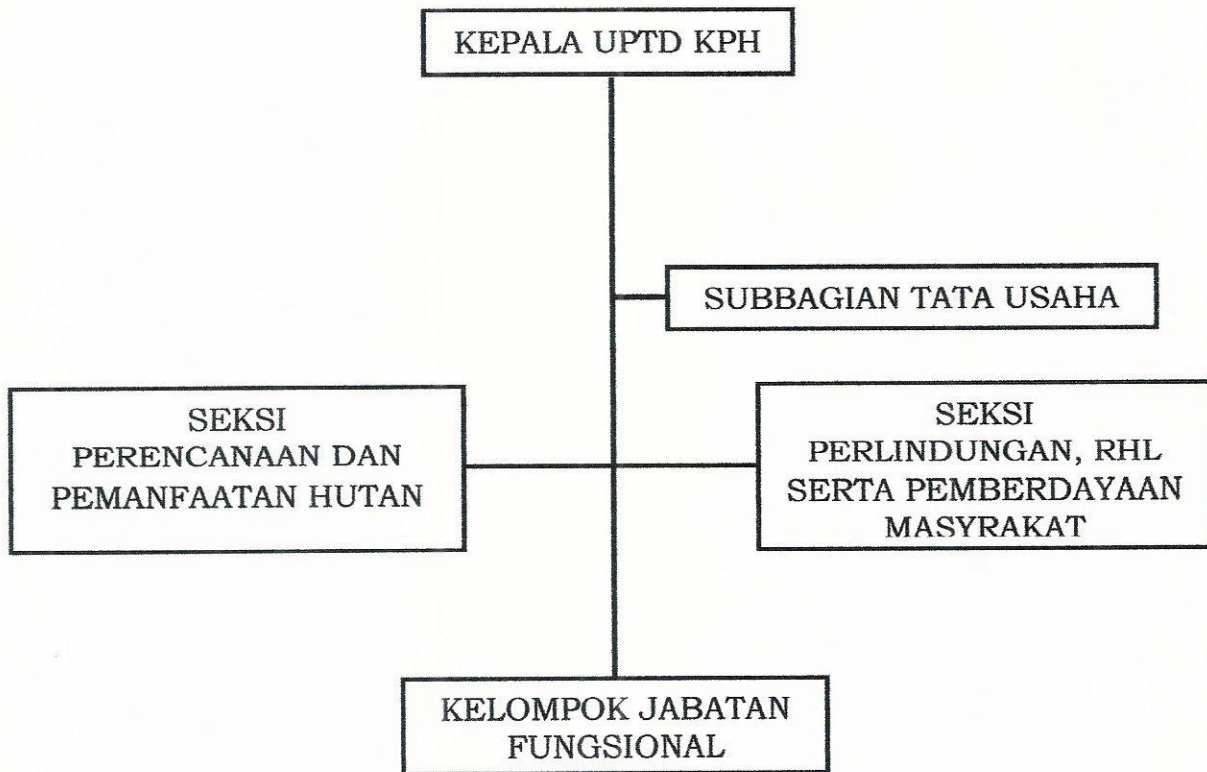 KEPALA UPTD KPH
SUBBAGIAN TATA USAHA
SEKSI
PERENCANAAN DAN
PEMANFAATAN HUTAN
SEKSI
PERLINDUNGAN, RHL
SERTA PEMBERDAYAAN
MASYRAKAT
KELOMPOK JABATAN
FUNGSIONAL